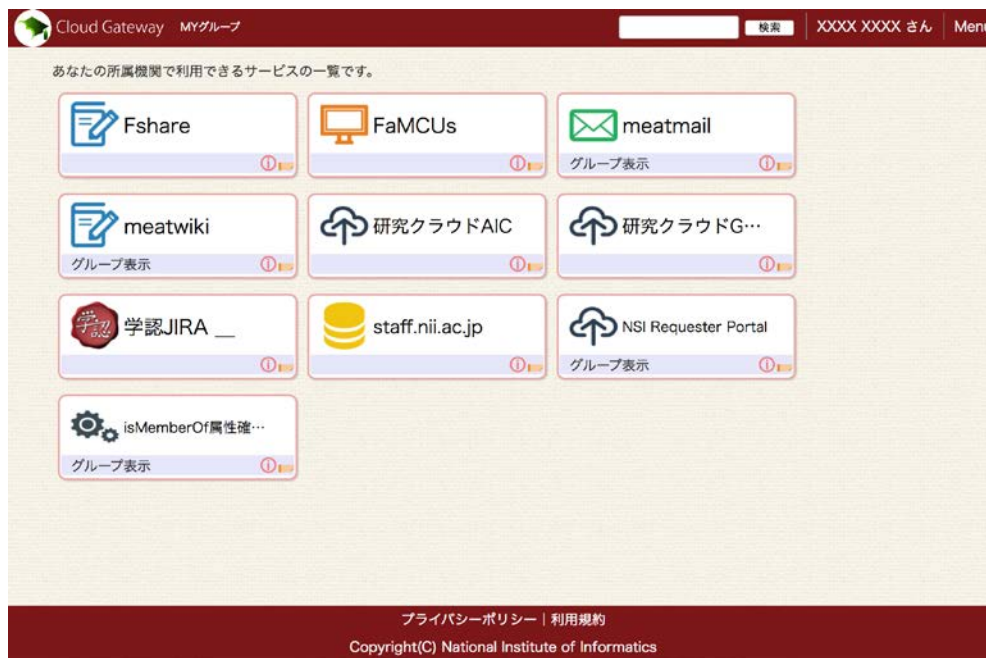 Cloud Gateway MYグループ 検索 XXXX XXXX さん Menu
あなたの所属機関で利用できるサービスの一覧です。
Fshare
FaMCUs
meatmail
グループ表示
meatwiki
研究クラウドAIC
研究クラウドG…
グループ表示
学認 学認JIRA __
staff.nii.ac.jp
NSI Requester Portal
グループ表示
isMemberOf属性確…
グループ表示
プライバシーポリシー | 利用規約
Copyright(C) National Institute of Informatics